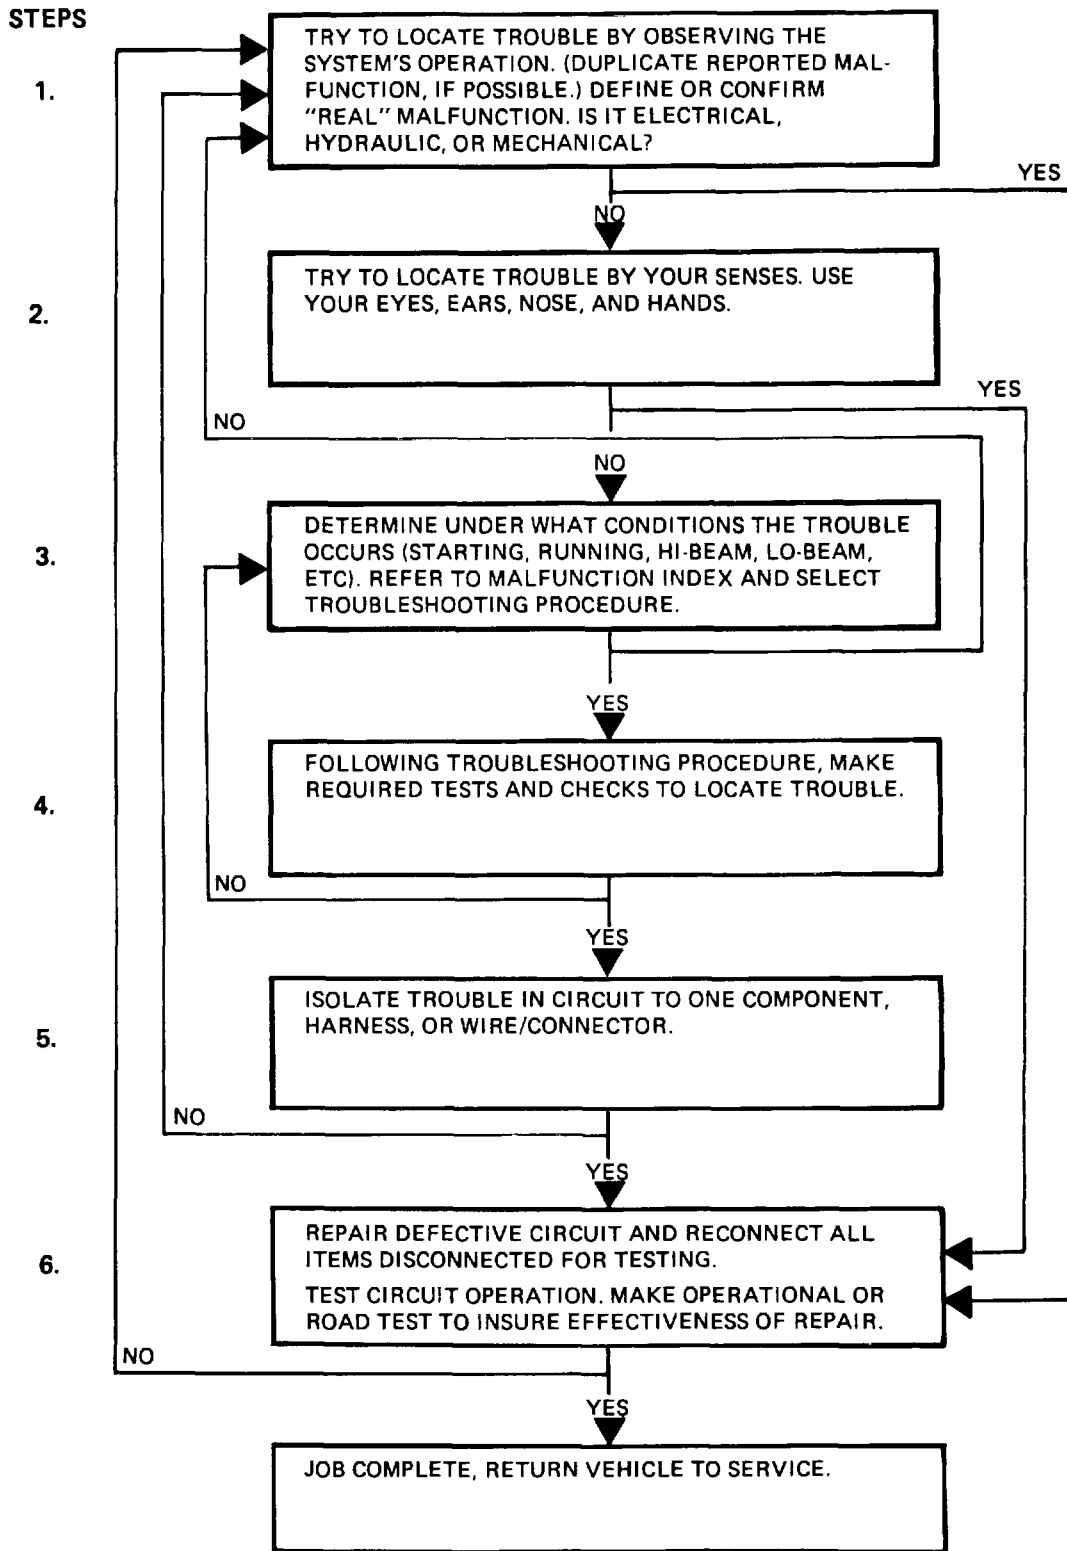 STEPS
1.
TRY TO LOCATE TROUBLE BY OBSERVING THE
SYSTEM'S OPERATION. (DUPLICATE REPORTED MAL-
FUNCTION, IF POSSIBLE.) DEFINE OR CONFIRM
"REAL" MALFUNCTION. IS IT ELECTRICAL,
HYDRAULIC, OR MECHANICAL?
YES
NO
2.
TRY TO LOCATE TROUBLE BY YOUR SENSES. USE
YOUR EYES, EARS, NOSE, AND HANDS.
YES
NO
NO
3.
DETERMINE UNDER WHAT CONDITIONS THE TROUBLE
OCCURS (STARTING, RUNNING, HI-BEAM, LO-BEAM,
ETC). REFER TO MALFUNCTION INDEX AND SELECT
TROUBLESHOOTING PROCEDURE.
YES
4.
FOLLOWING TROUBLESHOOTING PROCEDURE, MAKE
REQUIRED TESTS AND CHECKS TO LOCATE TROUBLE.
NO
YES
5.
ISOLATE TROUBLE IN CIRCUIT TO ONE COMPONENT,
HARNESS, OR WIRE/CONNECTOR.
NO
YES
6.
REPAIR DEFECTIVE CIRCUIT AND RECONNECT ALL
ITEMS DISCONNECTED FOR TESTING.
TEST CIRCUIT OPERATION. MAKE OPERATIONAL OR
ROAD TEST TO INSURE EFFECTIVENESS OF REPAIR.
NO
YES
JOB COMPLETE, RETURN VEHICLE TO SERVICE.